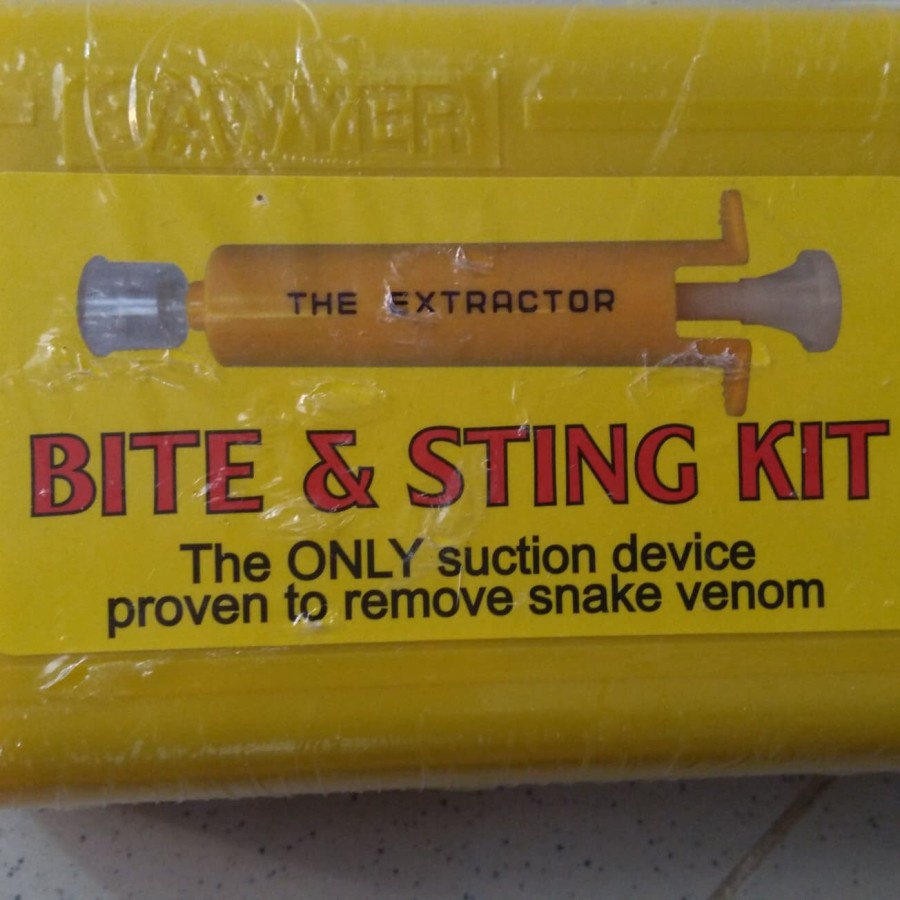 SAWYER
THE EXTRACTOR
BITE & STING KIT
The ONLY suction device
proven to remove snake venom